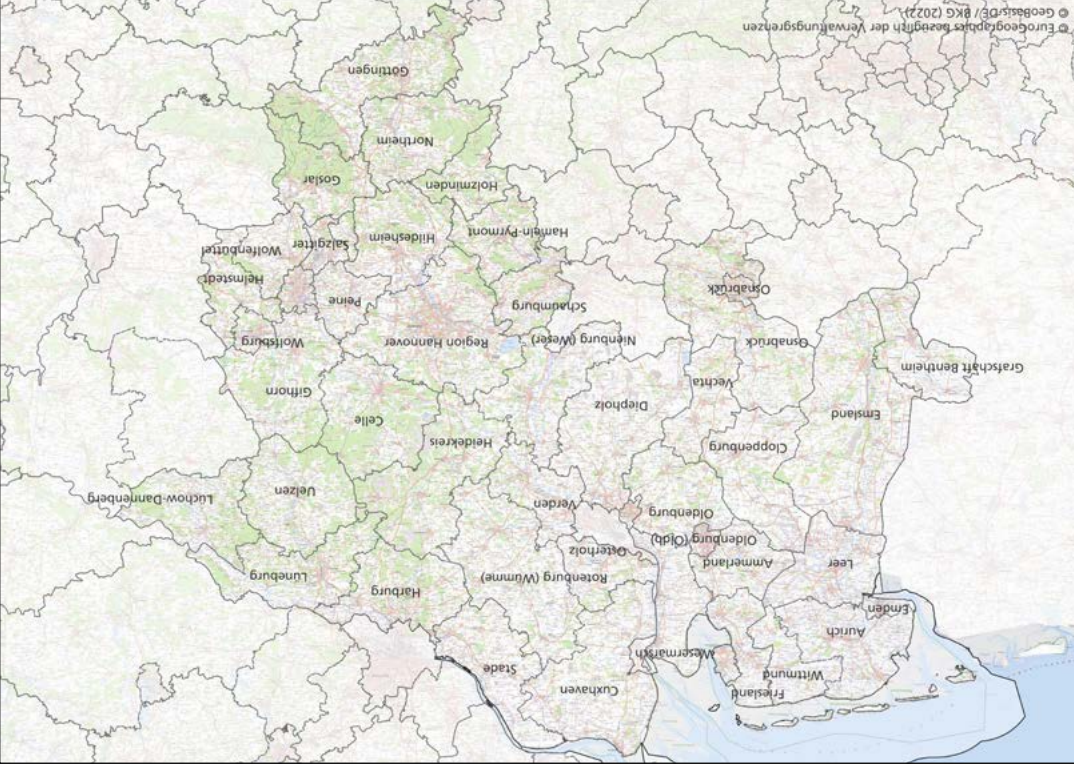 Friesland
Cuxhaven
Wittmund
Stade
Wesermarsch
Aurich
Emden
Harburg
Rotenburg (Wümme)
Lüneburg
Leer
Ammerland
Osterholz
Oldenburg (Oldb)
Oldenburg
Verden
Lüchow-Dannenberg
Uelzen
Cloppenburg
Heidekreis
Celle
Emsland
Diepholz
Gifhorn
Vechta
Grafschaft Bentheim
Osnabrück
Nienburg (Weser)
Region Hannover
Wolfsburg
Schaumburg
Peine
Osnabrück
Helmstedt
Wolfenbüttel
Salzgitter
Hildesheim
Hameln-Pyrmont
Holzminden
Goslar
Northeim
Göttingen
© EuroGeographics bezüglich der Verwaltungsgrenzen
© GeoBasis-DE / BKG (2022)